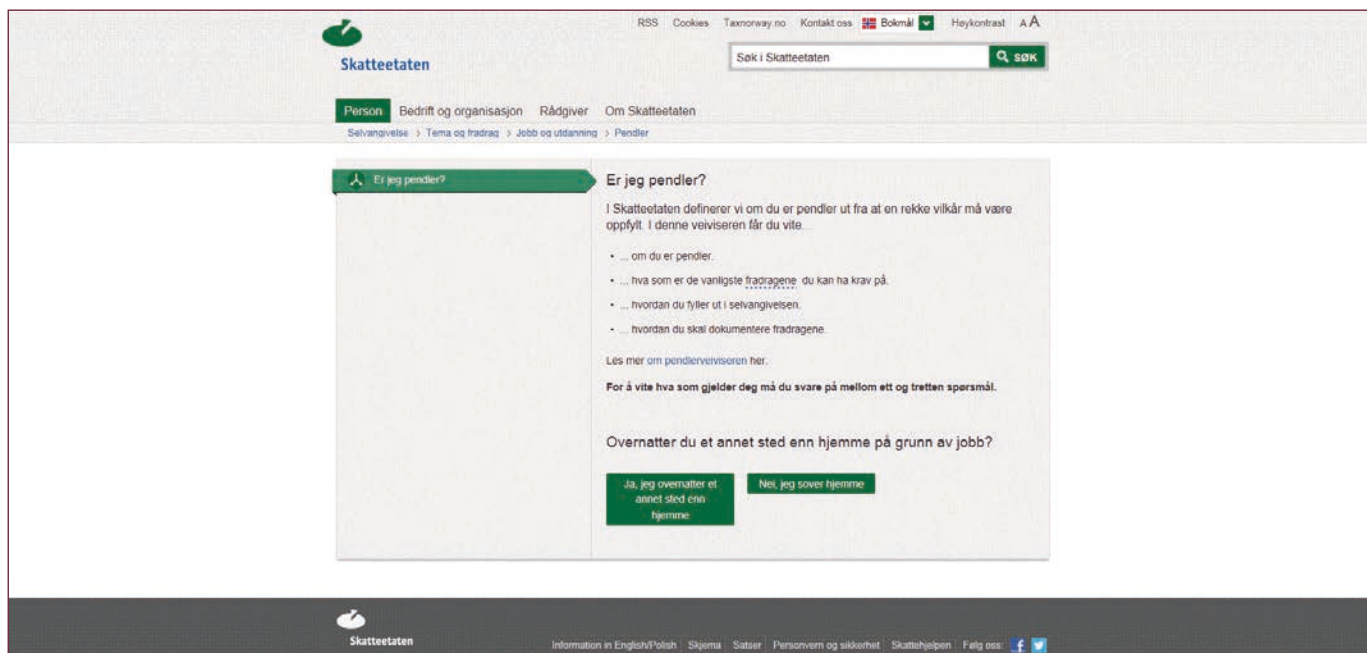 RSS Cookies Taxnorway.no Kontakt oss Bokmål Høykontrast A A
Skatteetaten
Søk i Skatteetaten SØK
Person Bedrift og organisasjon Rådgiver Om Skatteetaten
Selvangivelse > Tema og fradrag > Jobb og utdanning > Pendler
Er jeg pendler?
Er jeg pendler?
I Skatteetaten definerer vi om du er pendler ut fra at en rekke vilkår må være
oppfylt. I denne veiviseren får du vite...
• ... om du er pendler.
• ... hva som er de vanligste fradragene du kan ha krav på.
• ... hvordan du fyller ut i selvangivelsen.
• ... hvordan du skal dokumentere fradragene.
Les mer om pendlerveiviseren her.
For å vite hva som gjelder deg må du svare på mellom ett og tretten spørsmål.
Overnatter du et annet sted enn hjemme på grunn av jobb?
Ja, jeg overnatter et
annet sted enn
hjemme
Nei, jeg sover hjemme
Skatteetaten
Information in English/Polish Skjema Satser Personvern og sikkerhet Skattehjelpen Følg oss: